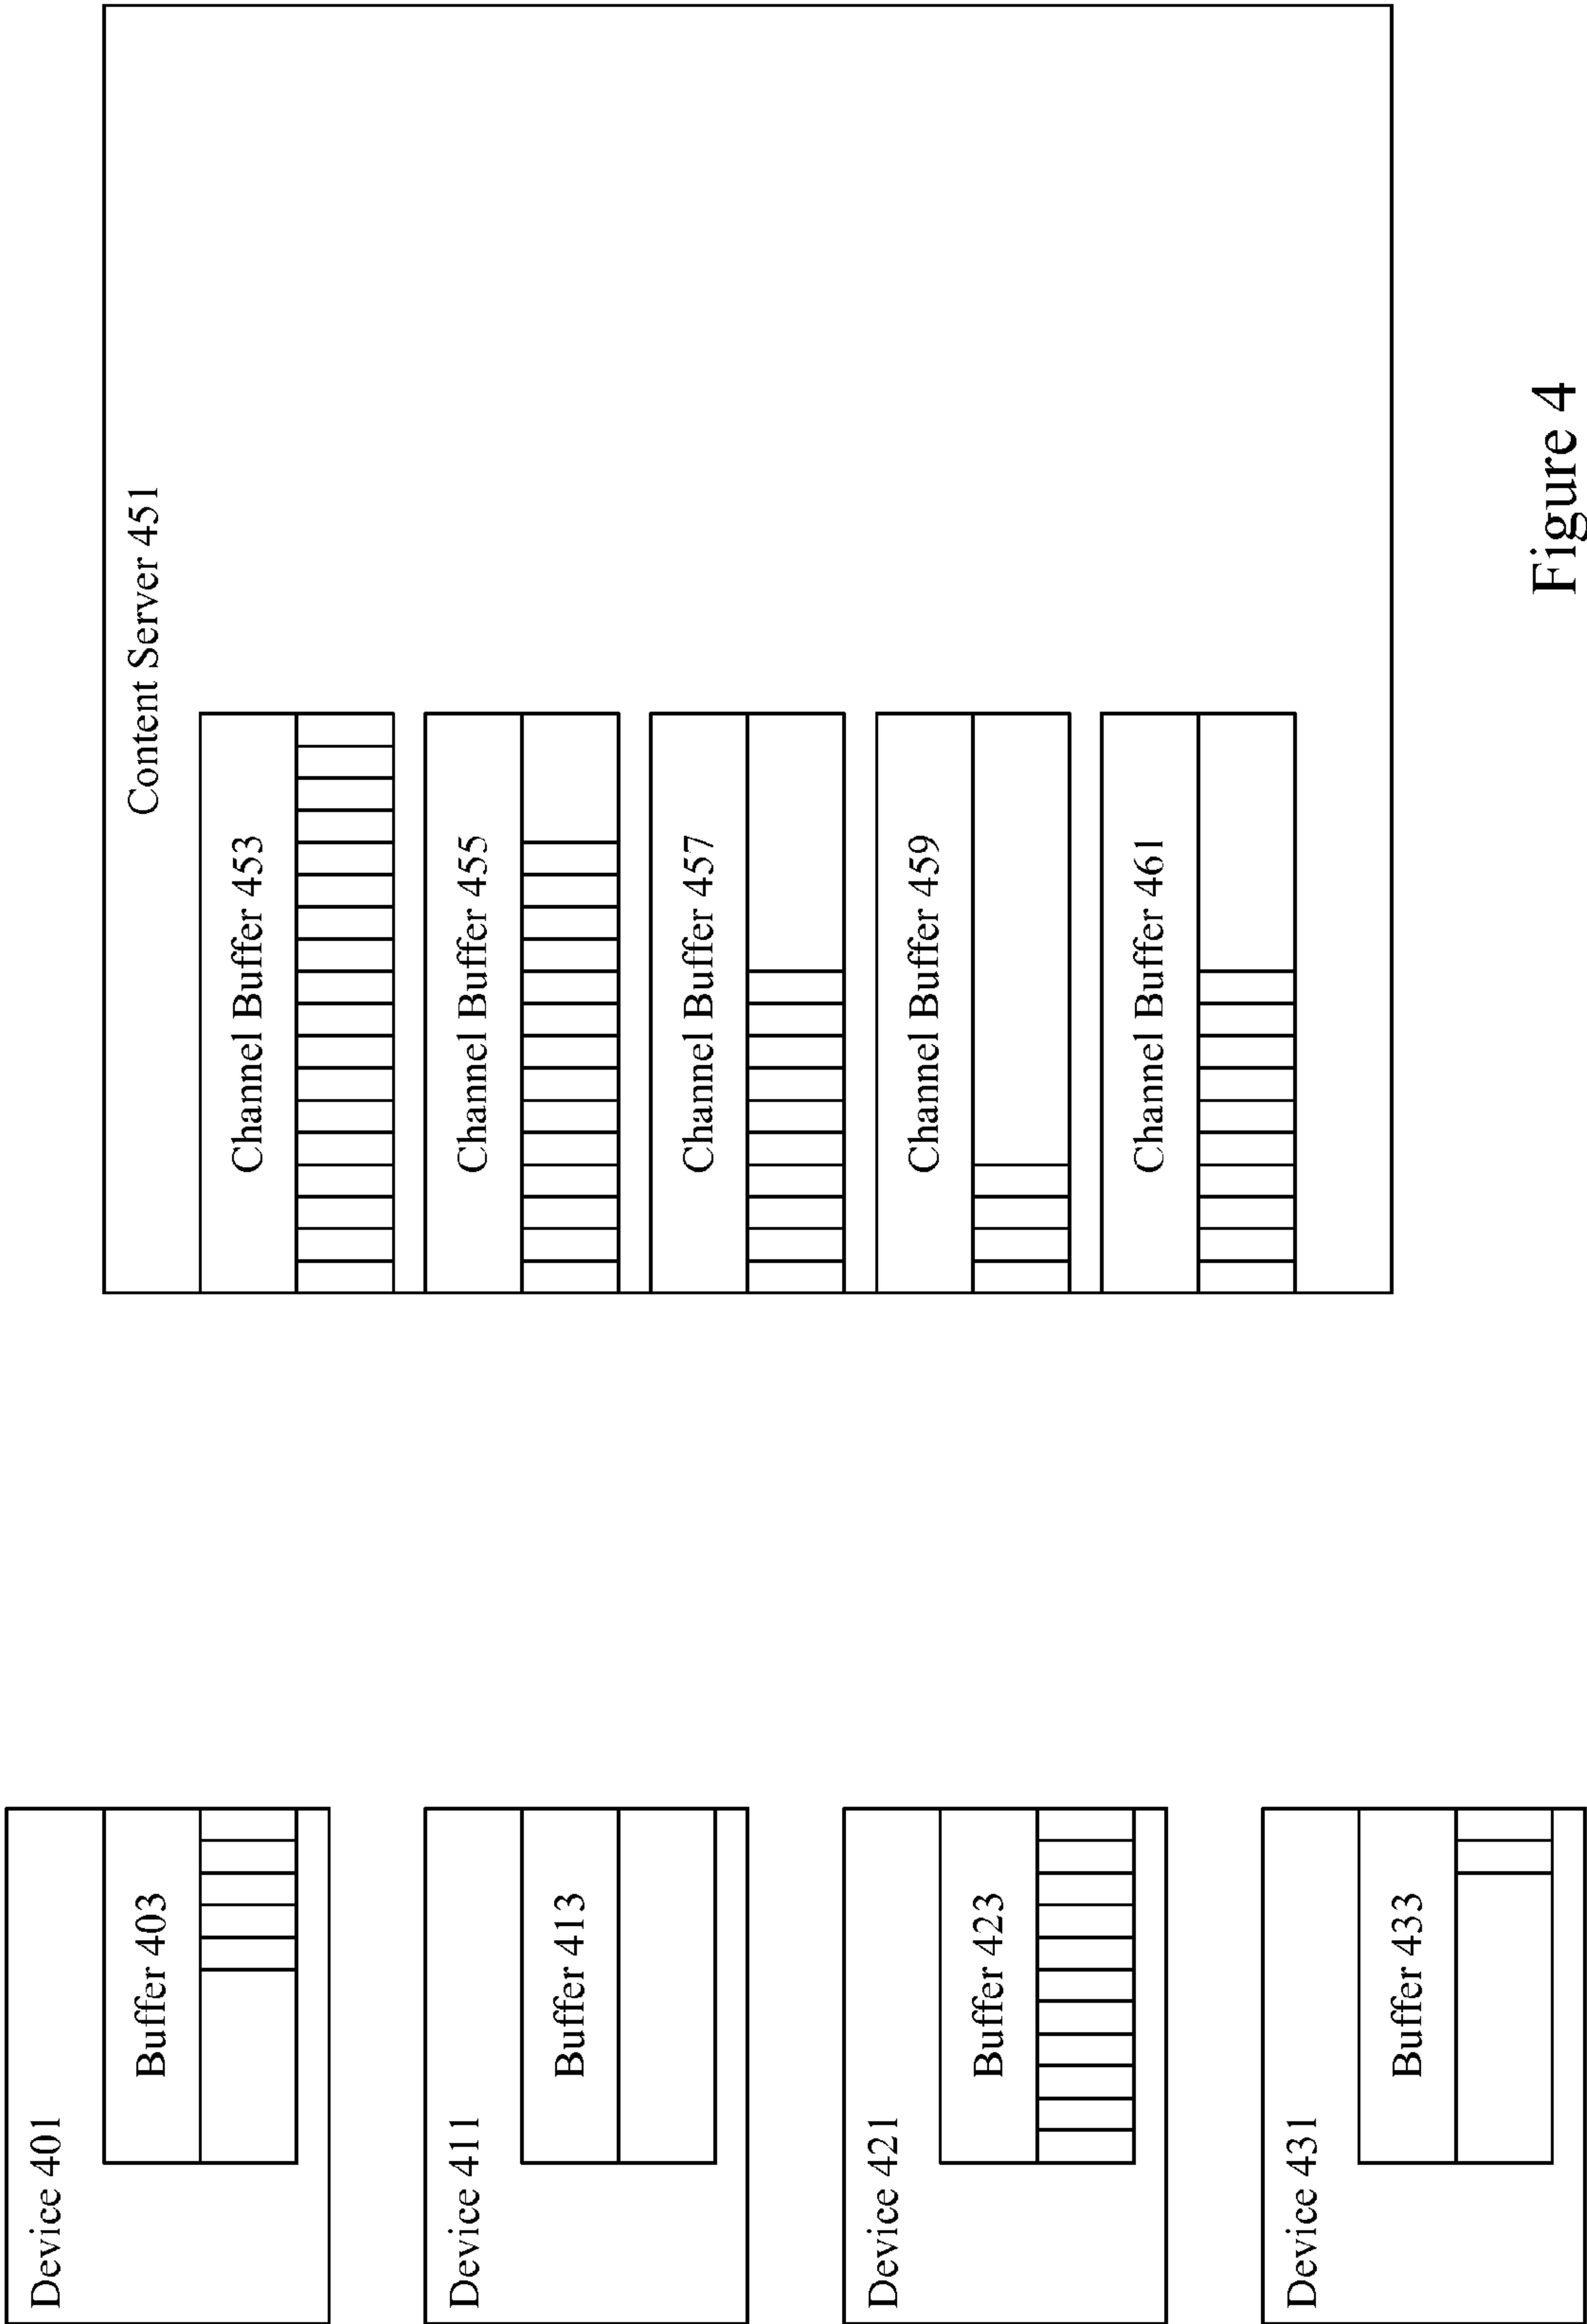 Device 401
Buffer 403
Device 411
Buffer 413
Device 421
Buffer 423
Device 431
Buffer 433
Content Server 451
Channel Buffer 453
Channel Buffer 455
Channel Buffer 457
Channel Buffer 459
Channel Buffer 461
Figure 4